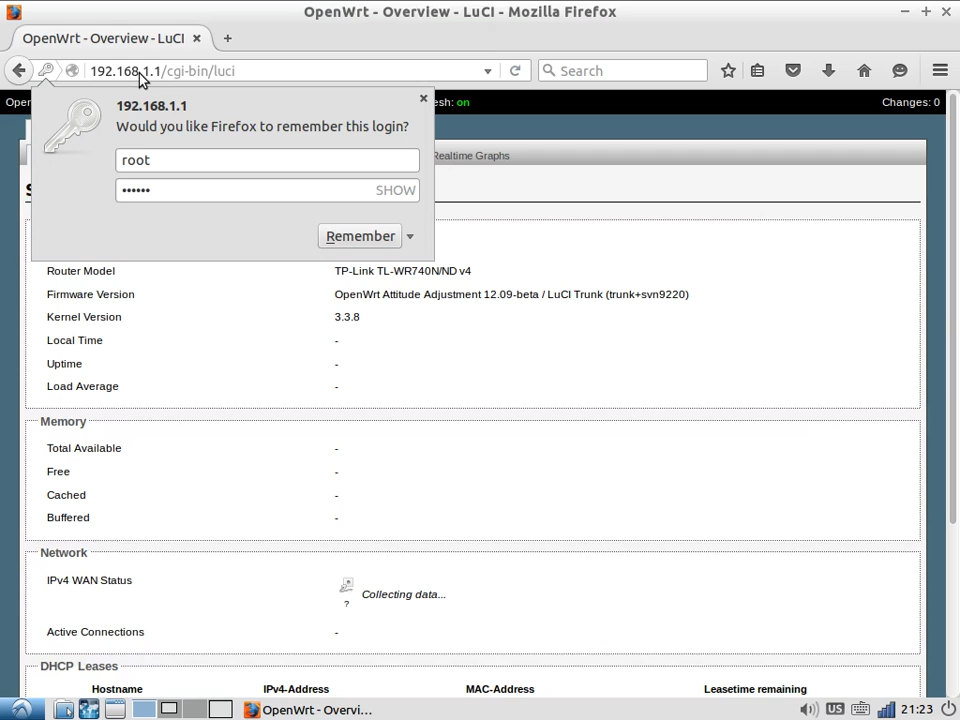 OpenWrt - Overview - LuCI - Mozilla Firefox
OpenWrt - Overview - LuCI
192.168.1.1/cgi-bin/luci
Search
Changes: 0
on
192.168.1.1
Would you like Firefox to remember this login?
root
•••••• SHOW
Remember
Realtime Graphs
Router Model TP-Link TL-WR740N/ND v4
Firmware Version OpenWrt Attitude Adjustment 12.09-beta / LuCI Trunk (trunk+svn9220)
Kernel Version 3.3.8
Local Time -
Uptime -
Load Average -
Memory
Total Available -
Free -
Cached -
Buffered -
Network
IPv4 WAN Status ? Collecting data...
Active Connections -
DHCP Leases
Hostname IPv4-Address MAC-Address Leasetime remaining
OpenWrt - Overvi...
US
21:23